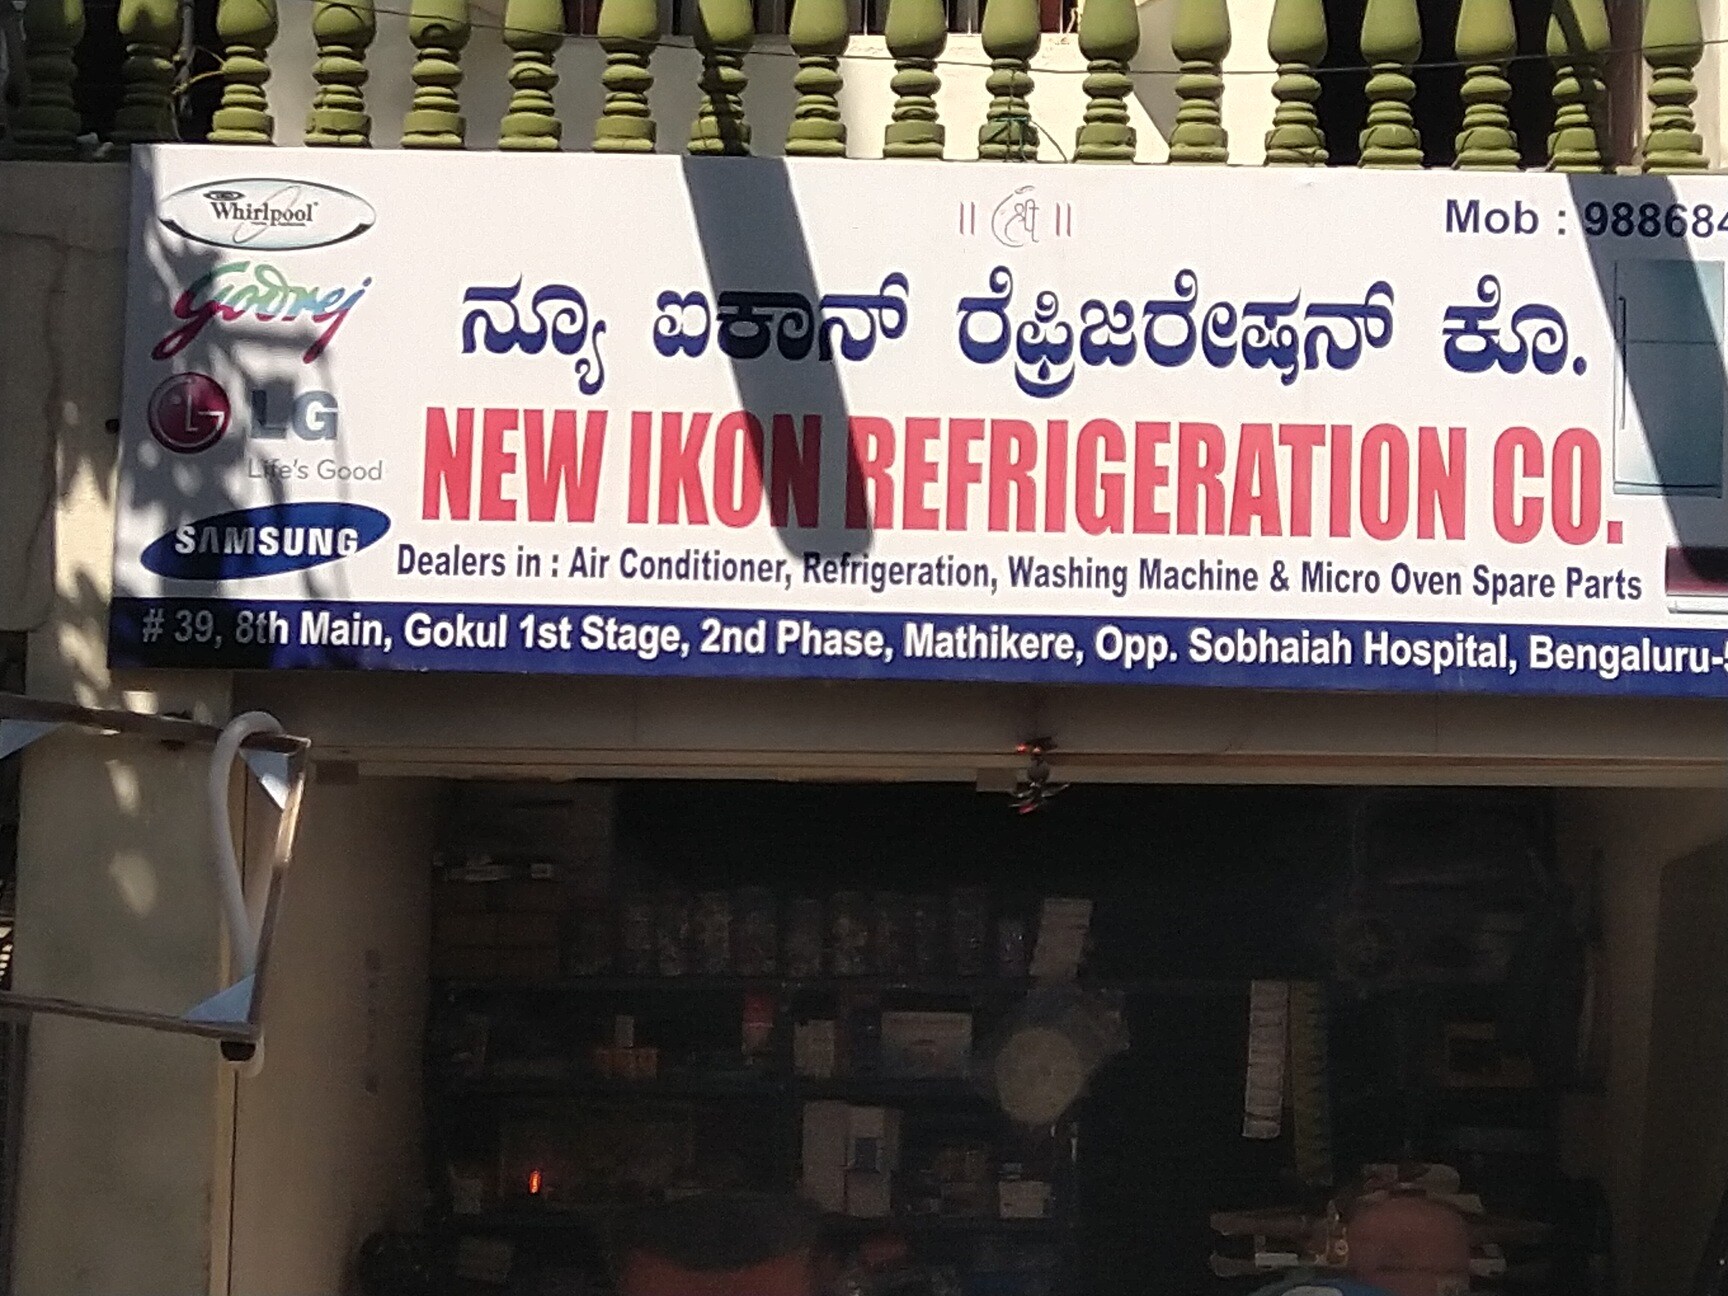 Whirlpool
Godrej
LG
Life's Good
SAMSUNG
|| श्री ||
Mob : 988684
ನ್ಯೂ ಐಕಾನ್ ರೆಫ್ರಿಜರೇಷನ್ ಕೊ.
NEW IKON REFRIGERATION CO.
Dealers in : Air Conditioner, Refrigeration, Washing Machine & Micro Oven Spare Parts
# 39, 8th Main, Gokul 1st Stage, 2nd Phase, Mathikere, Opp. Sobhaiah Hospital, Bengaluru-5